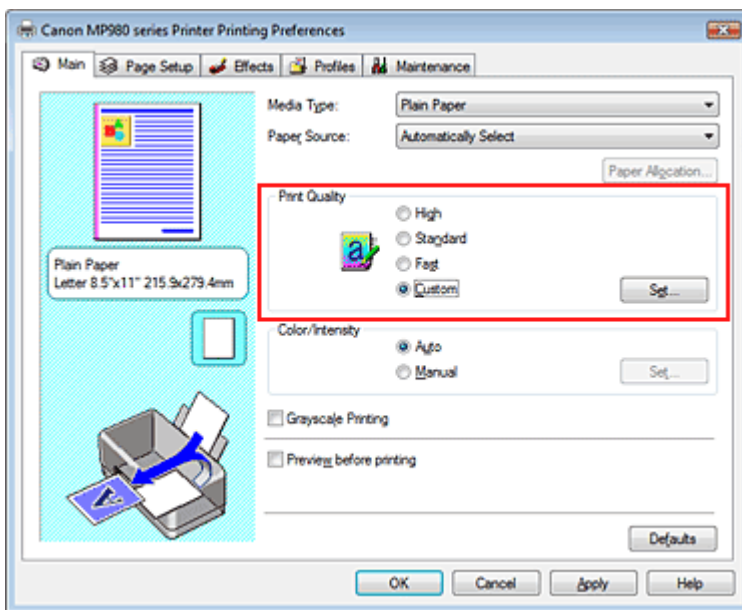 Canon MP980 series Printer Printing Preferences
Main
Page Setup
Effects
Profiles
Maintenance
Media Type:
Plain Paper
Paper Source:
Automatically Select
Paper Allocation...
Print Quality
High
Standard
Fast
Custom
Set...
Plain Paper
Letter 8.5"x11" 215.9x279.4mm
Color/Intensity
Auto
Manual
Set...
Grayscale Printing
Preview before printing
Defaults
OK
Cancel
Apply
Help